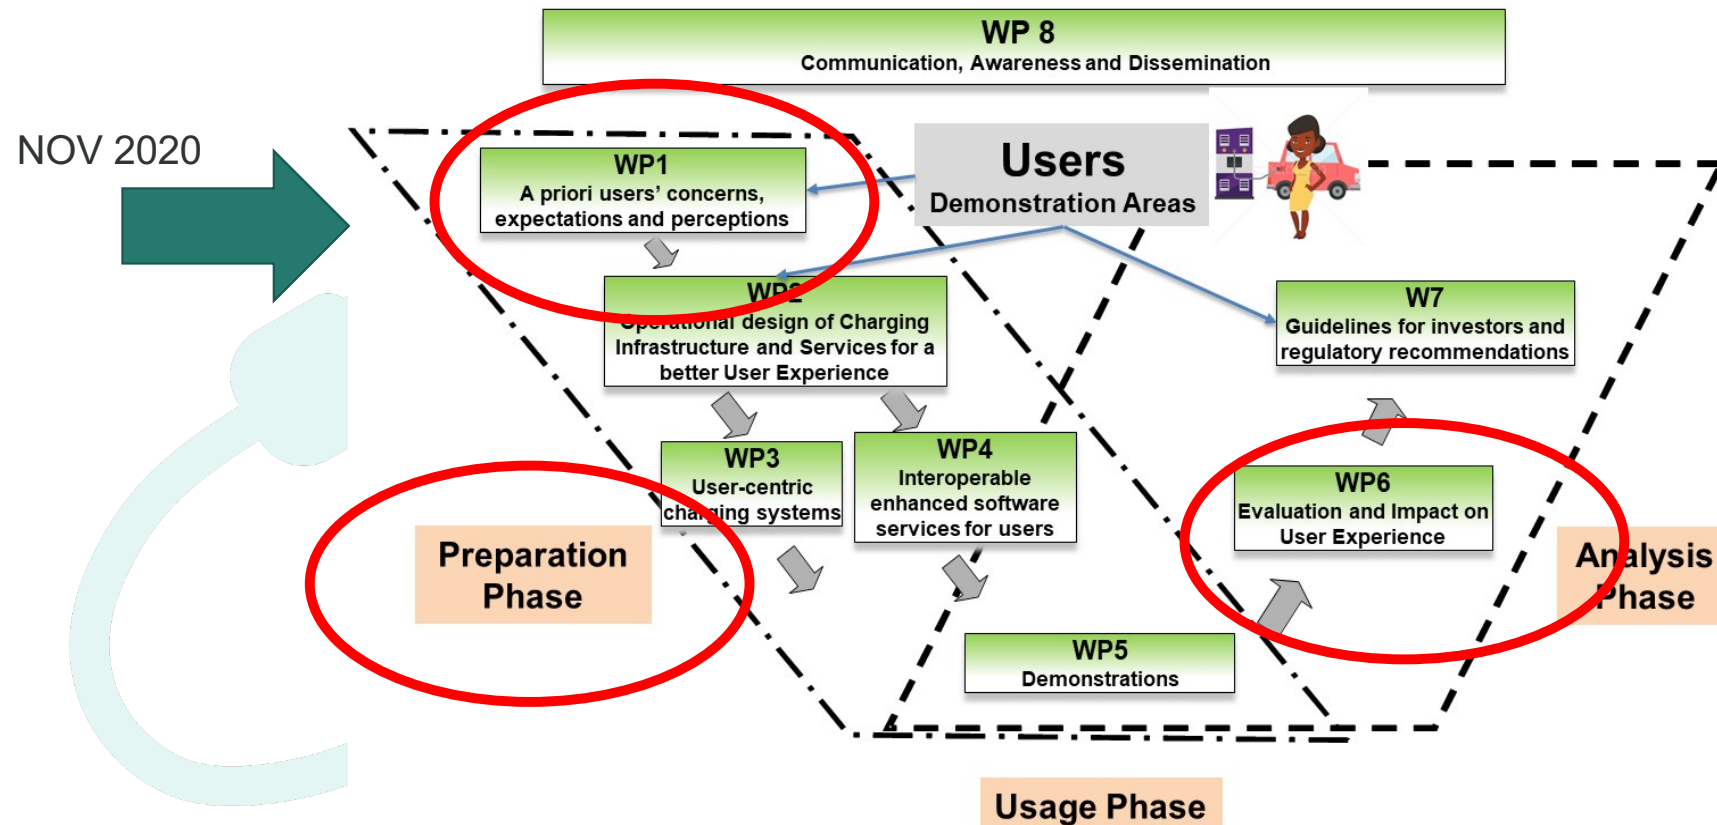 WP 8
Communication, Awareness and Dissemination
NOV 2020
WP1
A priori users’ concerns,
expectations and perceptions
Users
Demonstration Areas
WP2
Operational design of Charging
Infrastructure and Services for a
better User Experience
W7
Guidelines for investors and
regulatory recommendations
WP3
User-centric
charging systems
WP4
Interoperable
enhanced software
services for users
WP6
Evaluation and Impact on
User Experience
Preparation
Phase
Analysis
Phase
WP5
Demonstrations
Usage Phase